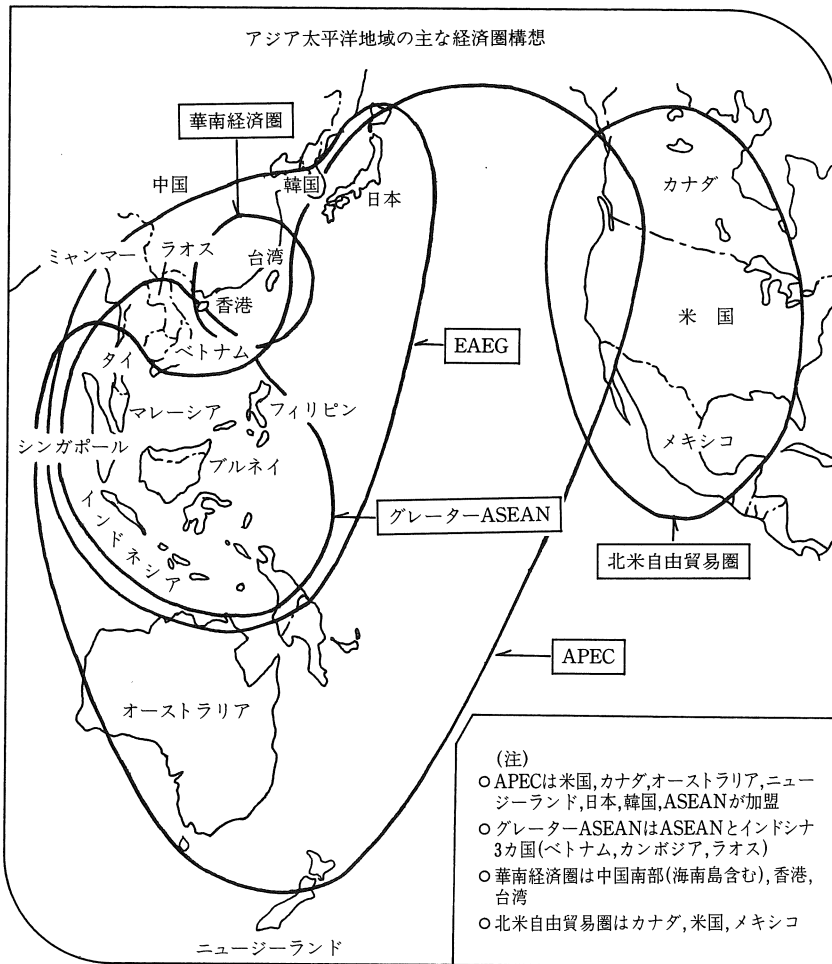 アジア太平洋地域の主な経済圏構想
華南経済圏
カナダ
中国
韓国
日本
ミャンマー
ラオス
台湾
香港
米 国
EAEG
タイ
ベトナム
マレーシア
フィリピン
メキシコ
シンガポール
ブルネイ
インドネシア
グレーターASEAN
北米自由貿易圏
APEC
オーストラリア
ニュージーランド
(注)
○APECは米国,カナダ,オーストラリア,ニュー
ジーランド,日本,韓国,ASEANが加盟
○グレーターASEANはASEANとインドシナ
3カ国(ベトナム,カンボジア,ラオス)
○華南経済圏は中国南部(海南島含む),香港,
台湾
○北米自由貿易圏はカナダ,米国,メキシコ